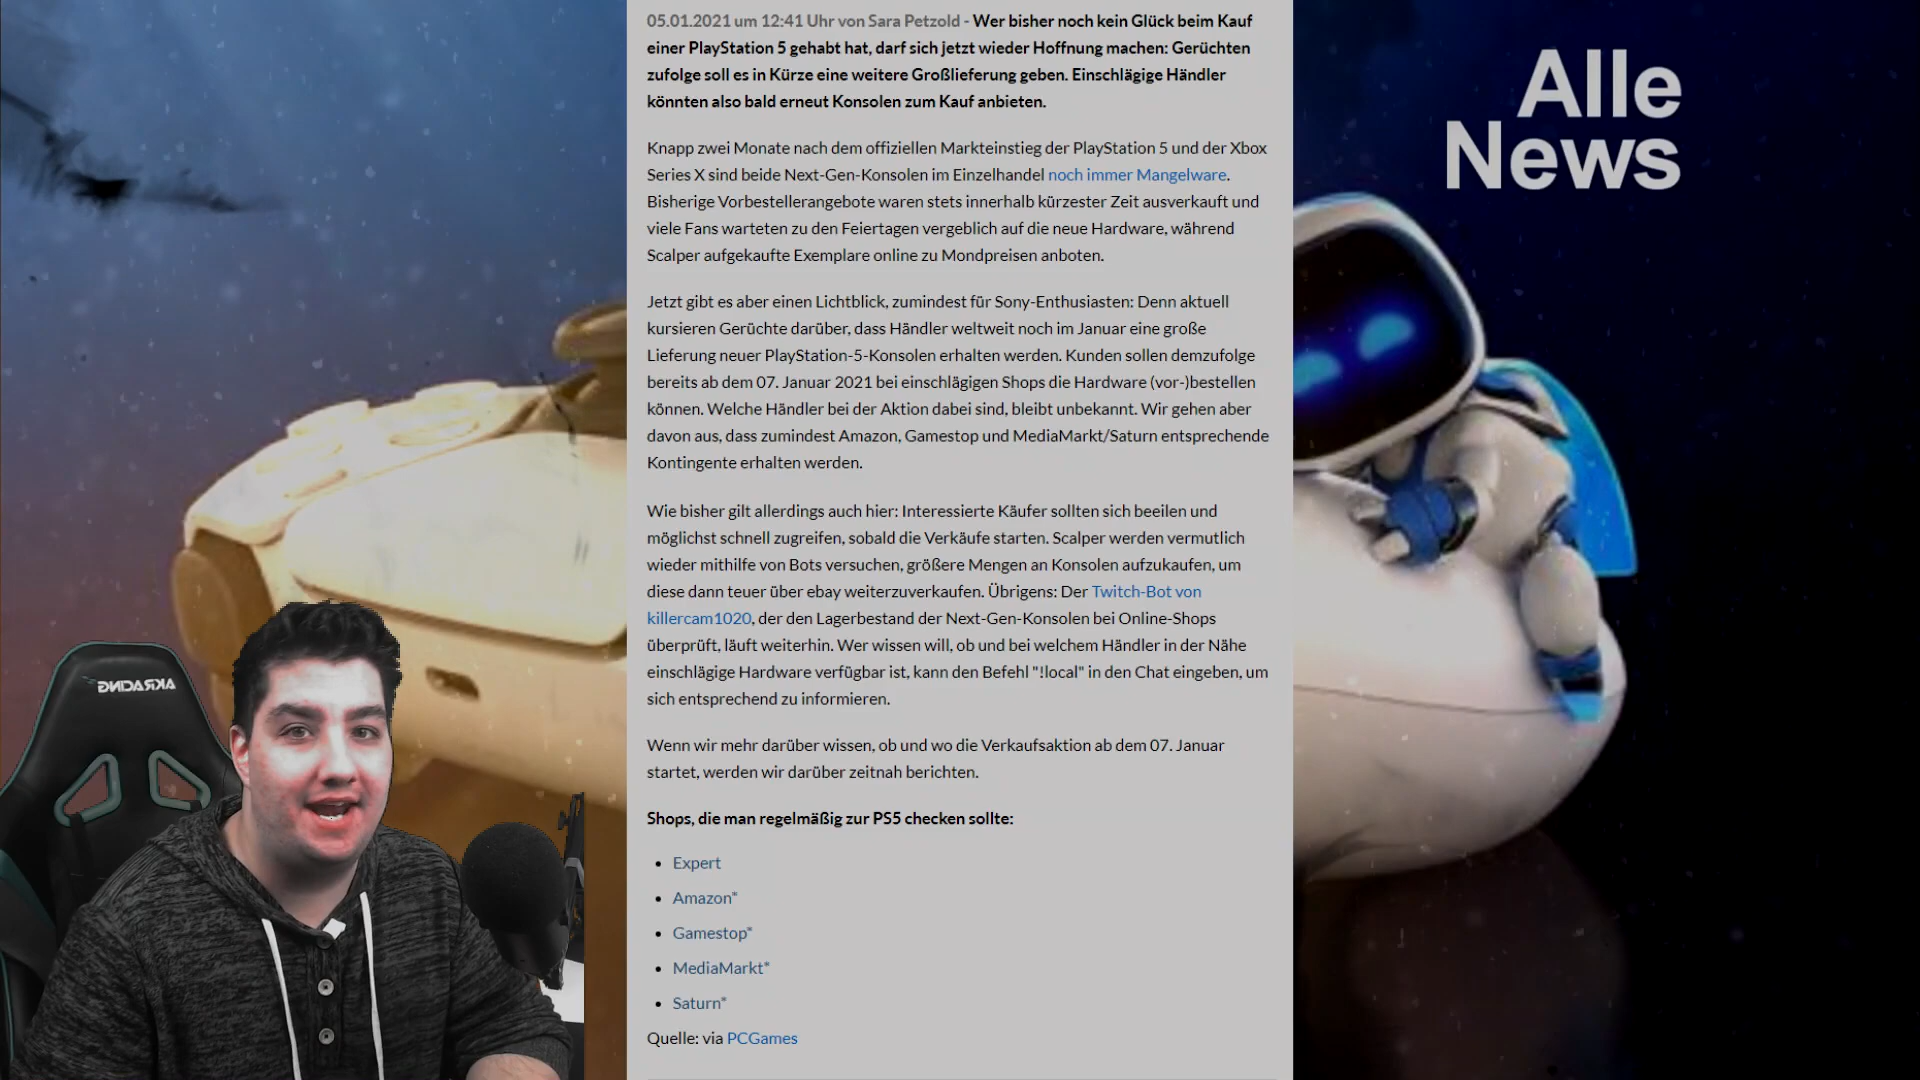 05.01.2021 um 12:41 Uhr von Sara Petzold - Wer bisher noch kein Glück beim Kauf
einer PlayStation 5 gehabt hat, darf sich jetzt wieder Hoffnung machen: Gerüchten
zufolge soll es in Kürze eine weitere Großlieferung geben. Einschlägige Händler
könnten also bald erneut Konsolen zum Kauf anbieten.
Knapp zwei Monate nach dem offiziellen Markteinstieg der PlayStation 5 und der Xbox
Series X sind beide Next-Gen-Konsolen im Einzelhandel noch immer Mangelware.
Bisherige Vorbestellerangebote waren stets innerhalb kürzester Zeit ausverkauft und
viele Fans warteten zu den Feiertagen vergeblich auf die neue Hardware, während
Scalper aufgekaufte Exemplare online zu Mondpreisen anboten.
Jetzt gibt es aber einen Lichtblick, zumindest für Sony-Enthusiasten: Denn aktuell
kursieren Gerüchte darüber, dass Händler weltweit noch im Januar eine große
Lieferung neuer PlayStation-5-Konsolen erhalten werden. Kunden sollen demzufolge
bereits ab dem 07. Januar 2021 bei einschlägigen Shops die Hardware (vor-)bestellen
können. Welche Händler bei der Aktion dabei sind, bleibt unbekannt. Wir gehen aber
davon aus, dass zumindest Amazon, Gamestop und MediaMarkt/Saturn entsprechende
Kontingente erhalten werden.
Wie bisher gilt allerdings auch hier: Interessierte Käufer sollten sich beeilen und
möglichst schnell zugreifen, sobald die Verkäufe starten. Scalper werden vermutlich
wieder mithilfe von Bots versuchen, größere Mengen an Konsolen aufzukaufen, um
diese dann teuer über ebay weiterzuverkaufen. Übrigens: Der Twitch-Bot von
killercam1020, der den Lagerbestand der Next-Gen-Konsolen bei Online-Shops
überprüft, läuft weiterhin. Wer wissen will, ob und bei welchem Händler in der Nähe
einschlägige Hardware verfügbar ist, kann den Befehl "!local" in den Chat eingeben, um
sich entsprechend zu informieren.
Wenn wir mehr darüber wissen, ob und wo die Verkaufsaktion ab dem 07. Januar
startet, werden wir darüber zeitnah berichten.
Shops, die man regelmäßig zur PS5 checken sollte:
• Expert
• Amazon*
• Gamestop*
• MediaMarkt*
• Saturn*
Quelle: via PCGames
Alle
News
AKRACING